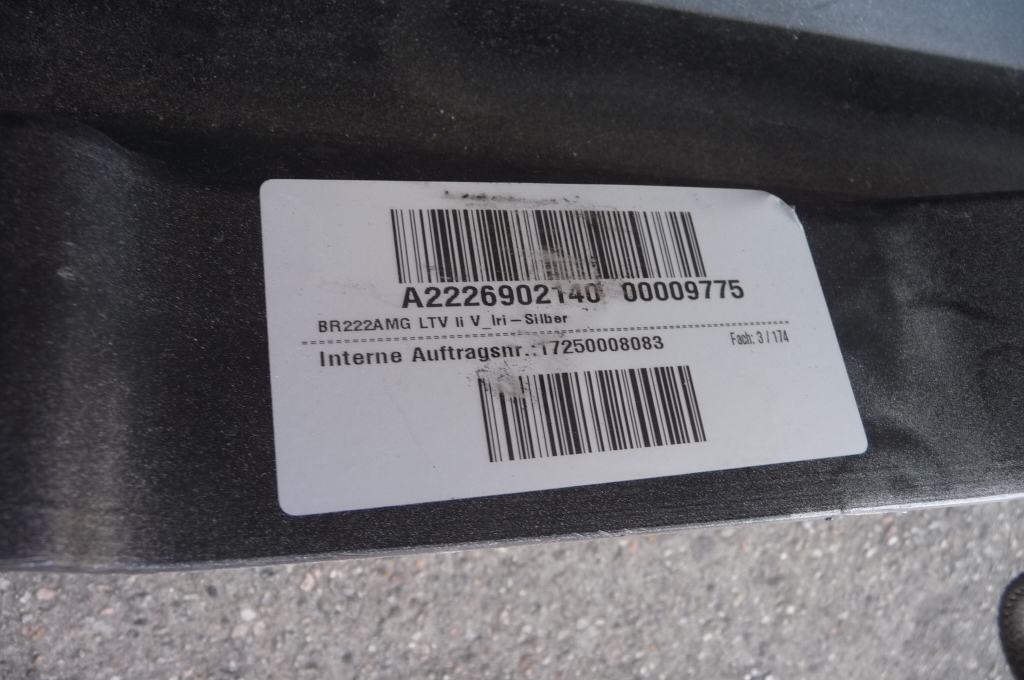 A2226902140 00009775
BR222AMG LTV li V_Iri-Silber
Interne Auftragsnr.:17250008083
Fach: 3 / 174